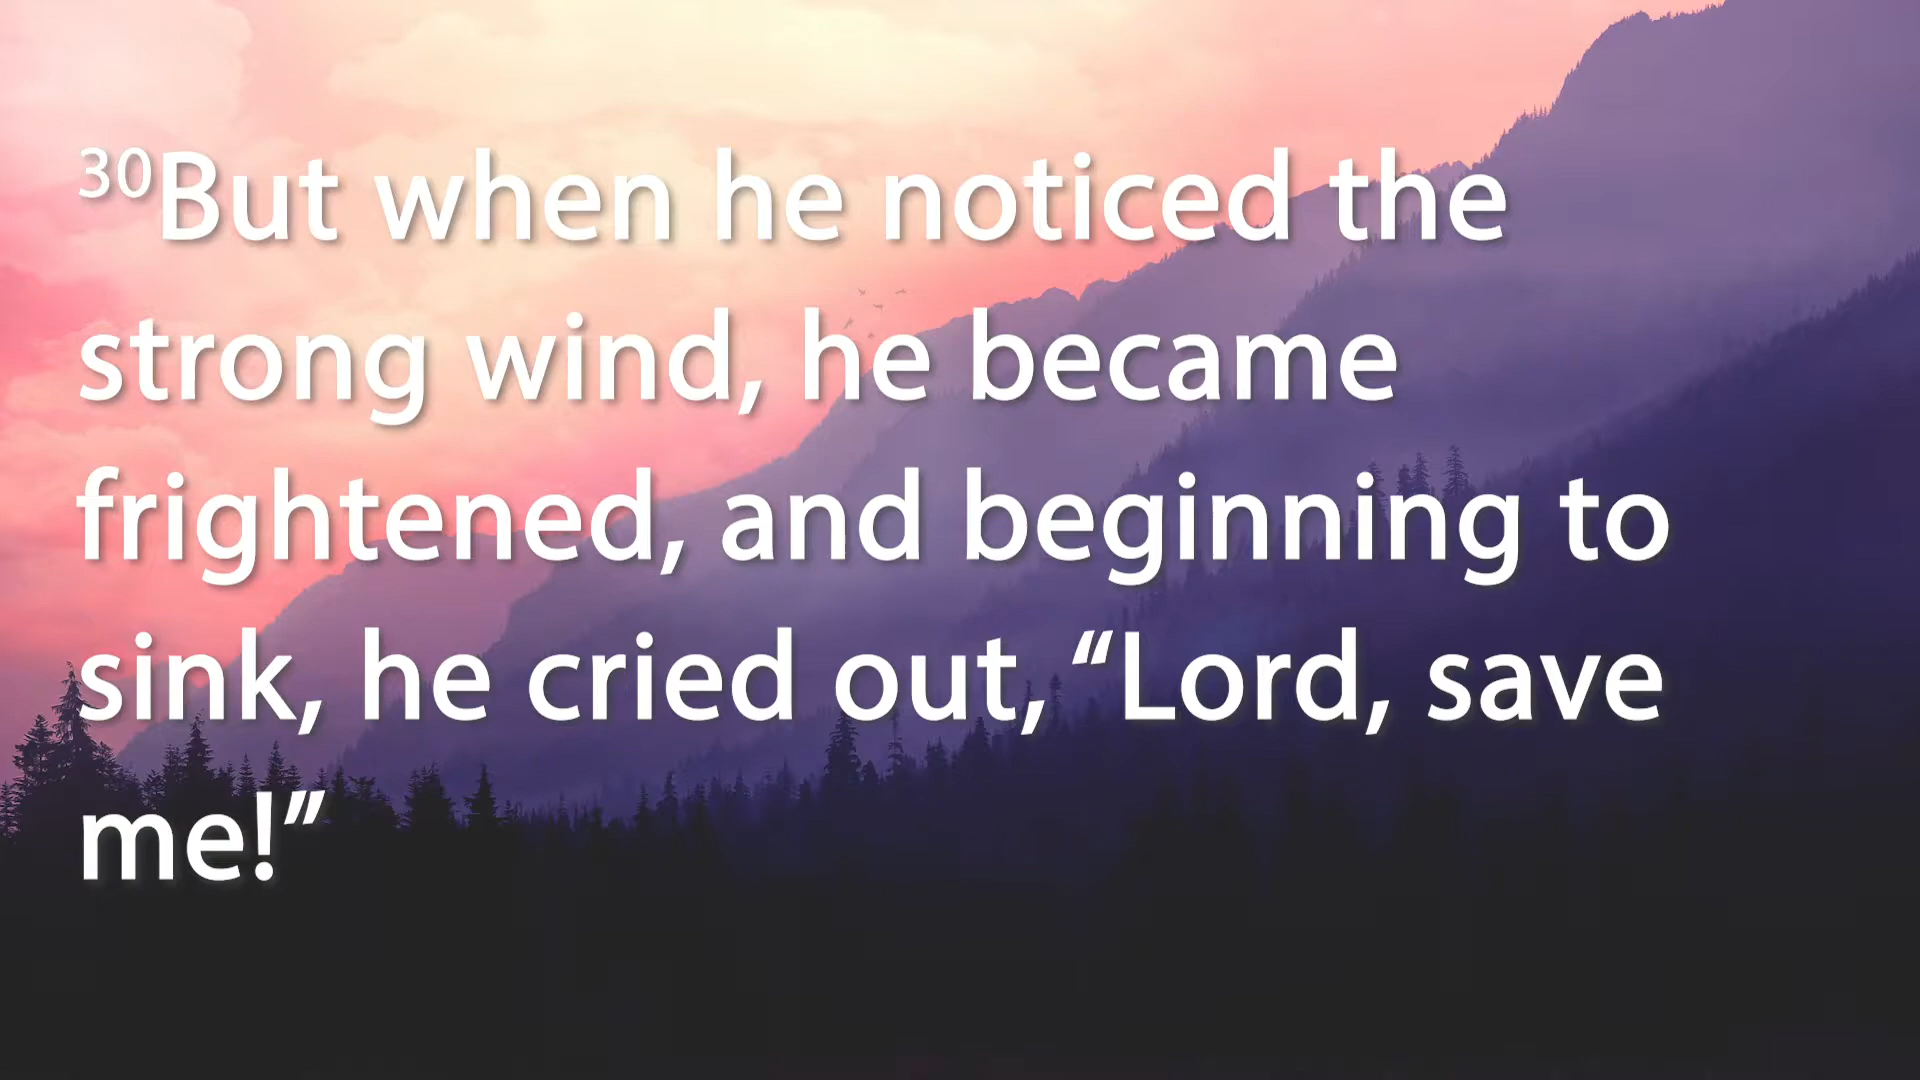 30But when he noticed the
strong wind, he became
frightened, and beginning to
sink, he cried out, “Lord, save
me!”